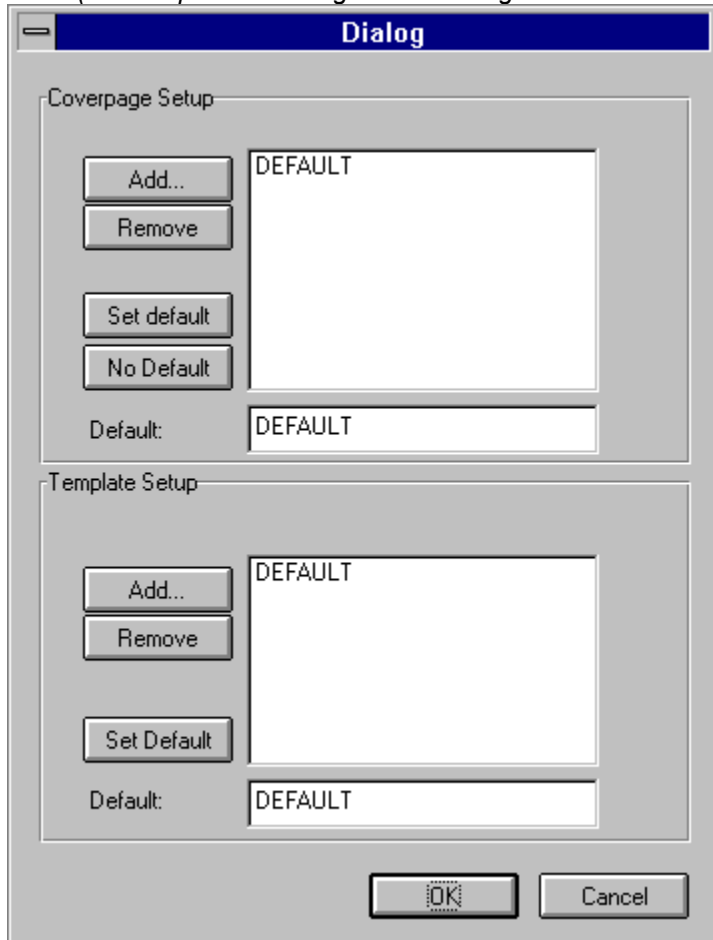 Dialog
Coverpage Setup
Add...
DEFAULT
Remove
Set default
No Default
Default:
DEFAULT
Template Setup
Add...
DEFAULT
Remove
Set Default
Default:
DEFAULT
OK
Cancel